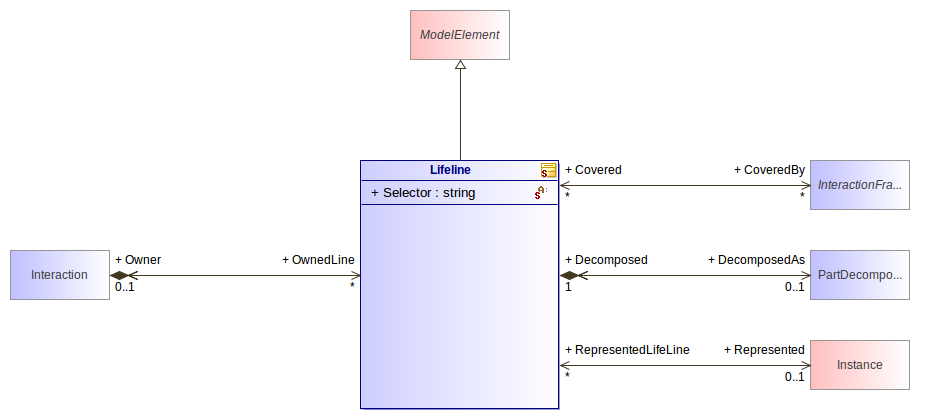 ModelElement
Lifeline
+ Selector : string
+ Covered
+ CoveredBy
*
*
InteractionFra...
Interaction
+ Owner
+ OwnedLine
0..1
*
+ Decomposed
+ DecomposedAs
1
0..1
PartDecompo...
+ RepresentedLifeLine
+ Represented
*
0..1
Instance